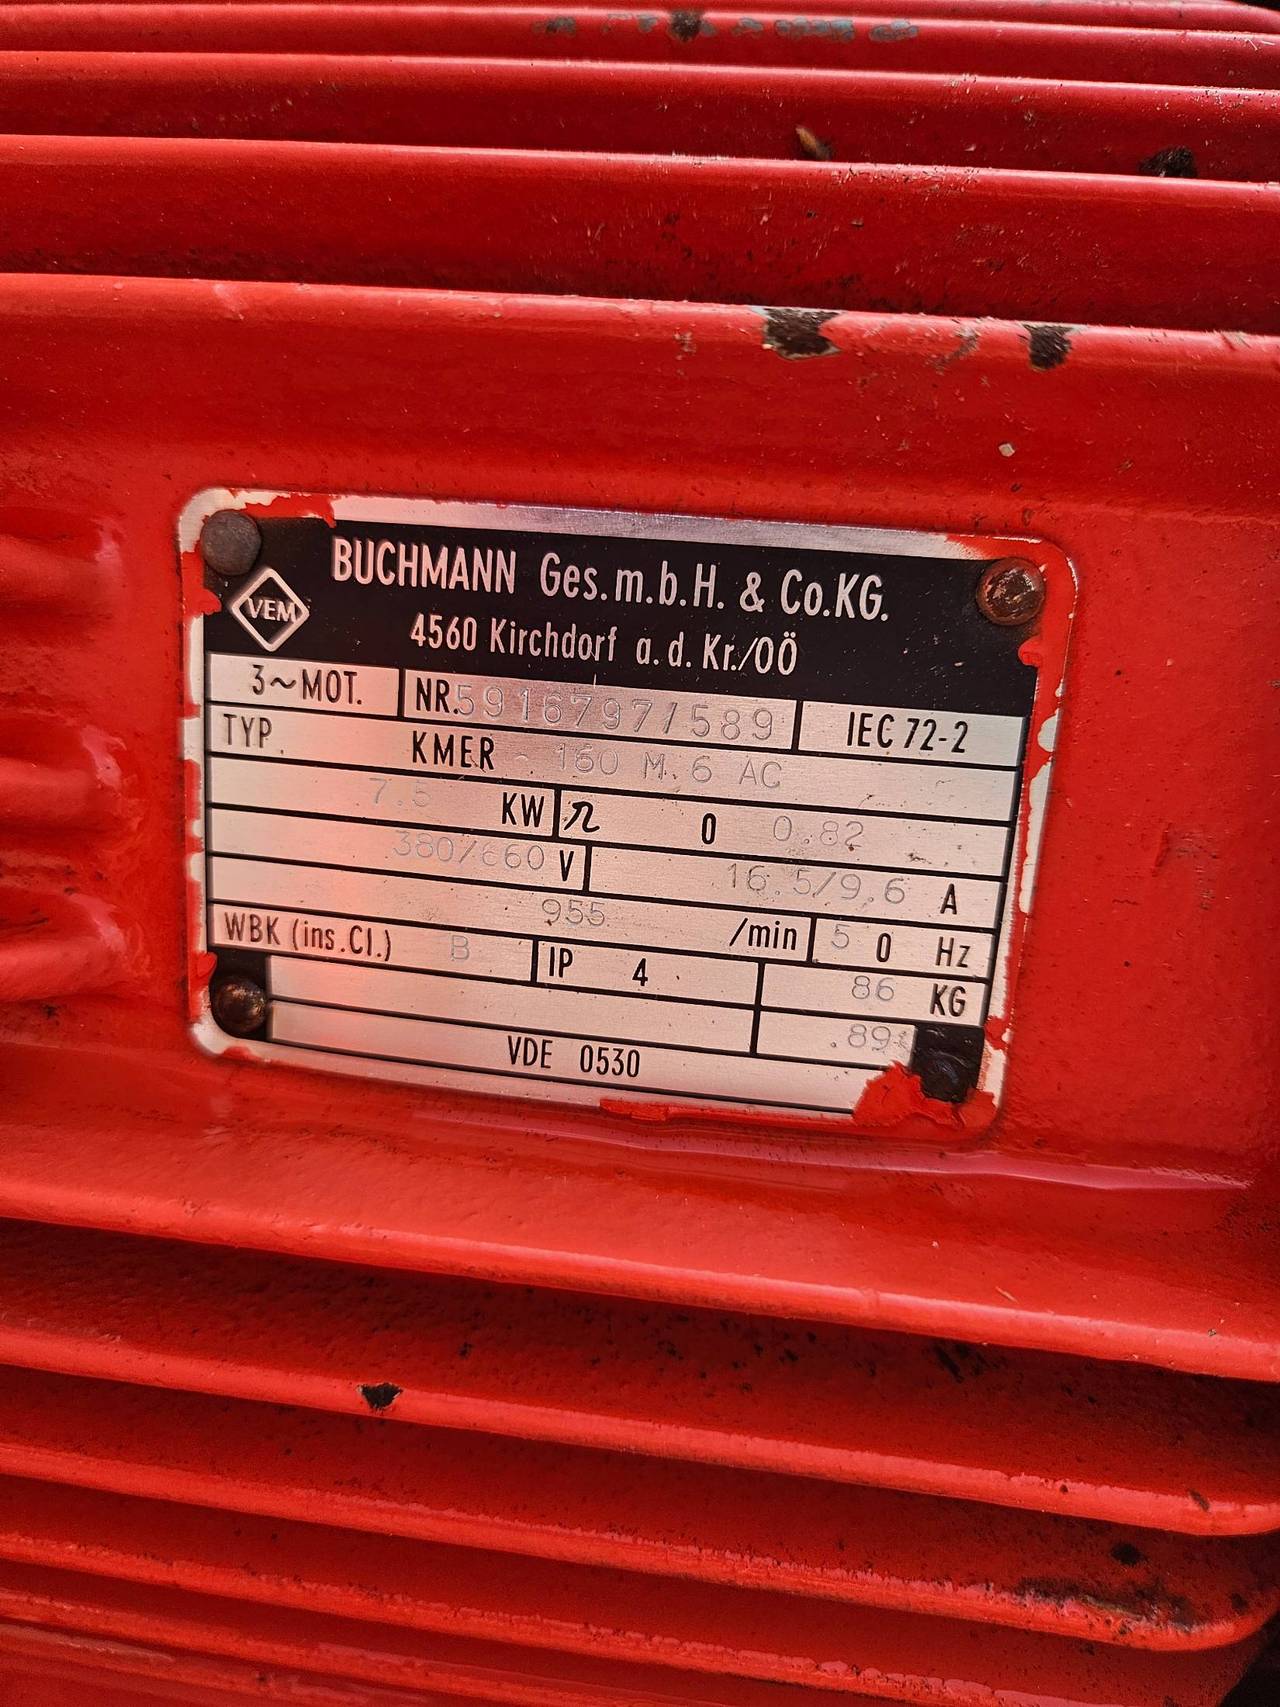 BUCHMANN Ges.m.b.H. & Co.KG.
VEM
4560 Kirchdorf a.d.Kr./OÖ
3~MOT. NR. 5916797/589 IEC 72-2
TYP KMER - 160 M.6 AC
7.5 KW n 0 0.82
380/660 V 16.5/9,6 A
955 /min 50 Hz
WBK (ins.Cl.) B IP 4 86 KG
.89
VDE 0530